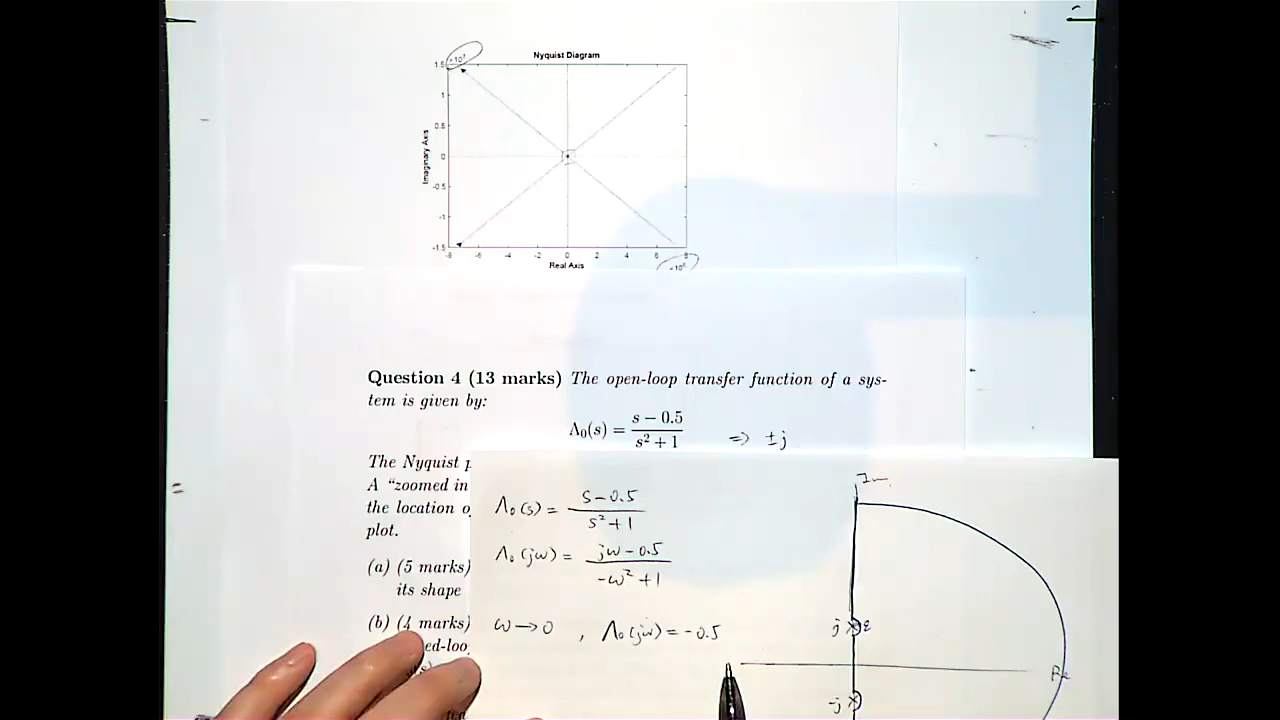 Nyquist Diagram
×10⁷
1.5
1
0.5
0
-0.5
-1
-1.5
Imaginary Axis
-8 -6 -4 -2 0 2 4 6 8
Real Axis
×10⁶
Question 4 (13 marks) The open-loop transfer function of a sys-
tem is given by:
Λ₀(s) = (s − 0.5)/(s² + 1) ⇒ ±j
The Nyquist p
A “zoomed in
the location o
plot.
(a) (5 marks)
its shape
(b) (4 marks)
ed-loo
Λ₀(s) = (s−0.5)/(s²+1)
Λ₀(jω) = (jω−0.5)/(−ω²+1)
ω→0 , Λ₀(jω) = −0.5
Im
j ε
Re
-j